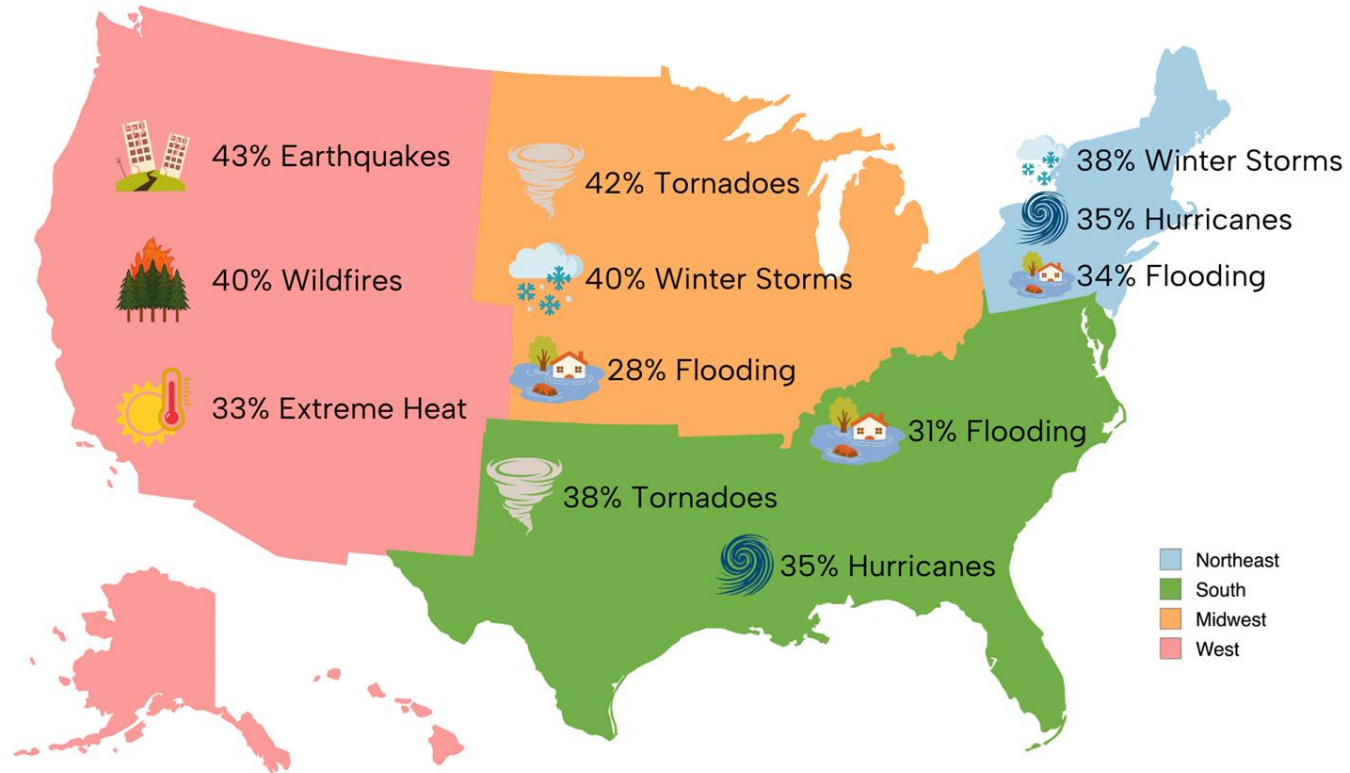 43% Earthquakes
40% Wildfires
33% Extreme Heat
42% Tornadoes
40% Winter Storms
28% Flooding
38% Winter Storms
35% Hurricanes
34% Flooding
31% Flooding
38% Tornadoes
35% Hurricanes
Northeast
South
Midwest
West